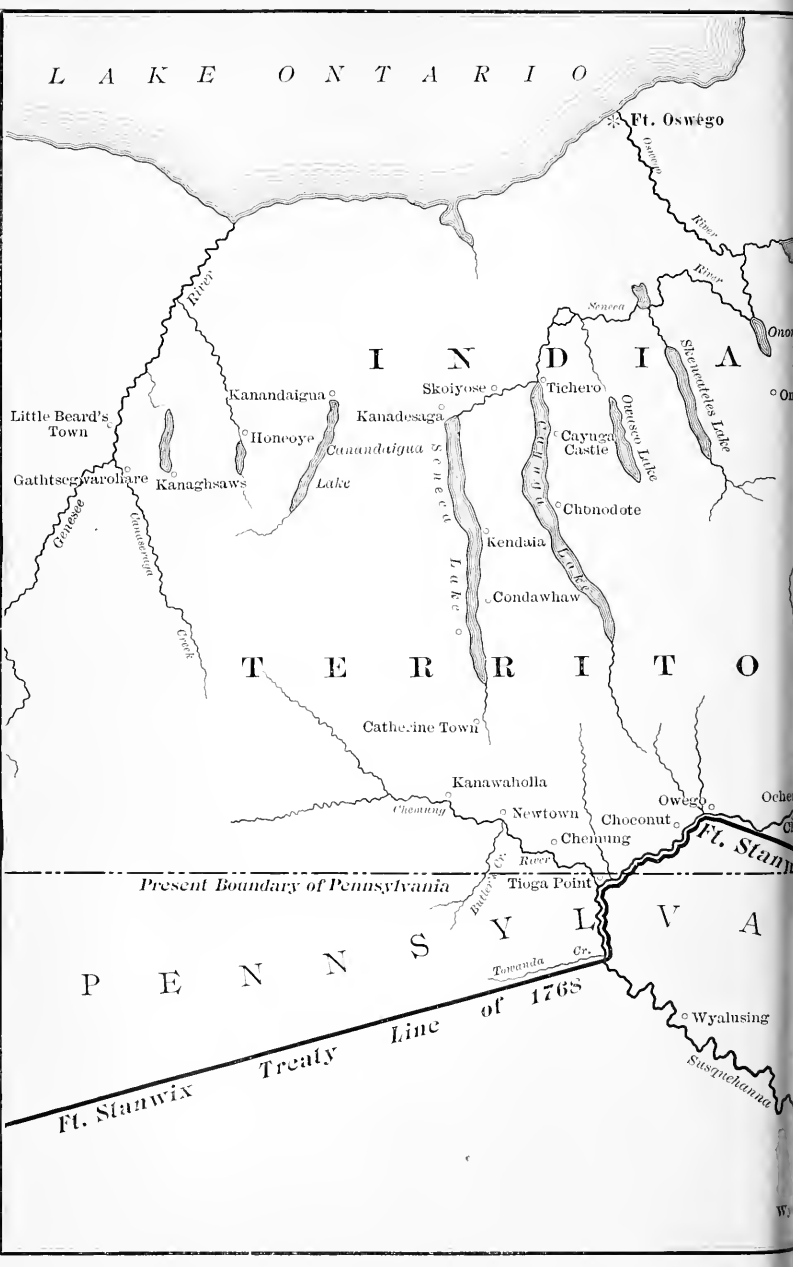 LAKE ONTARIO
Ft. Oswego
Oswego
River
River
Seneca
River
INDIA
Skeneateles Lake
Kanandaigua
Skoiyose
Tichero
Kanadesaga
Little Beard's
Town
Honeoye
Canandaigua
Lake
Seneca
Lake
Cayuga
Lake
Cayuga
Castle
Owasco Lake
Gathtsegwarohare
Kanaghsaws
Genesee
Canaseraga
Creek
Chonodote
Kendaia
Condawhaw
TERRITO
Catherine Town
Kanawaholla
Chemung
River
Newtown
Owego
Choconut
Chemung
Ft. Stanw
Present Boundary of Pennsylvania
Tioga Point
Butler's Cr.
PENNSYLVA
Towanda
Cr.
Ft. Stanwix Treaty Line of 1768
Wyalusing
Susquehanna